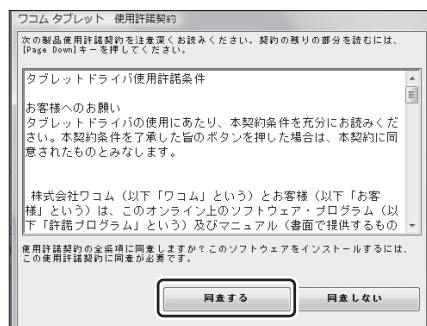 ワコム タブレット 使用許諾契約
次の製品使用許諾契約を注意深くお読みください。契約の残りの部分を読むには、
[Page Down]キーを押してください。
タブレットドライバ使用許諾条件
お客様へのお願い
タブレットドライバの使用にあたり、本契約条件を充分にお読みくだ
さい。本契約条件を了承した旨のボタンを押した場合は、本契約に同
意されたものとみなします。
株式会社ワコム（以下「ワコム」という）とお客様（以下「お客
様」という）は、このオンライン上のソフトウェア・プログラム（以
下「許諾プログラム」という）及びマニュアル（書面で提供するもの
使用許諾契約の全条項に同意しますか？このソフトウェアをインストールするには、
この使用許諾契約に同意が必要です。
同意する
同意しない